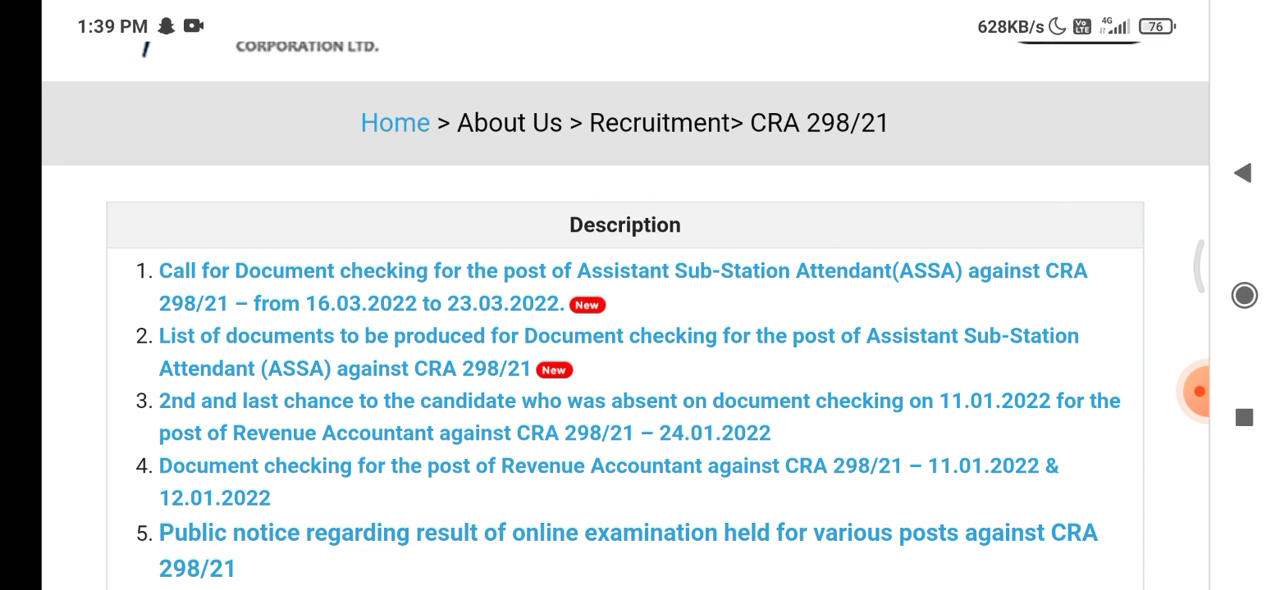 1:39 PM
628KB/s Vo LTE 4G 76
CORPORATION LTD.
Home > About Us > Recruitment> CRA 298/21
Description
1. Call for Document checking for the post of Assistant Sub-Station Attendant(ASSA) against CRA
298/21 – from 16.03.2022 to 23.03.2022. New
2. List of documents to be produced for Document checking for the post of Assistant Sub-Station
Attendant (ASSA) against CRA 298/21 New
3. 2nd and last chance to the candidate who was absent on document checking on 11.01.2022 for the
post of Revenue Accountant against CRA 298/21 – 24.01.2022
4. Document checking for the post of Revenue Accountant against CRA 298/21 – 11.01.2022 &
12.01.2022
5. Public notice regarding result of online examination held for various posts against CRA
298/21